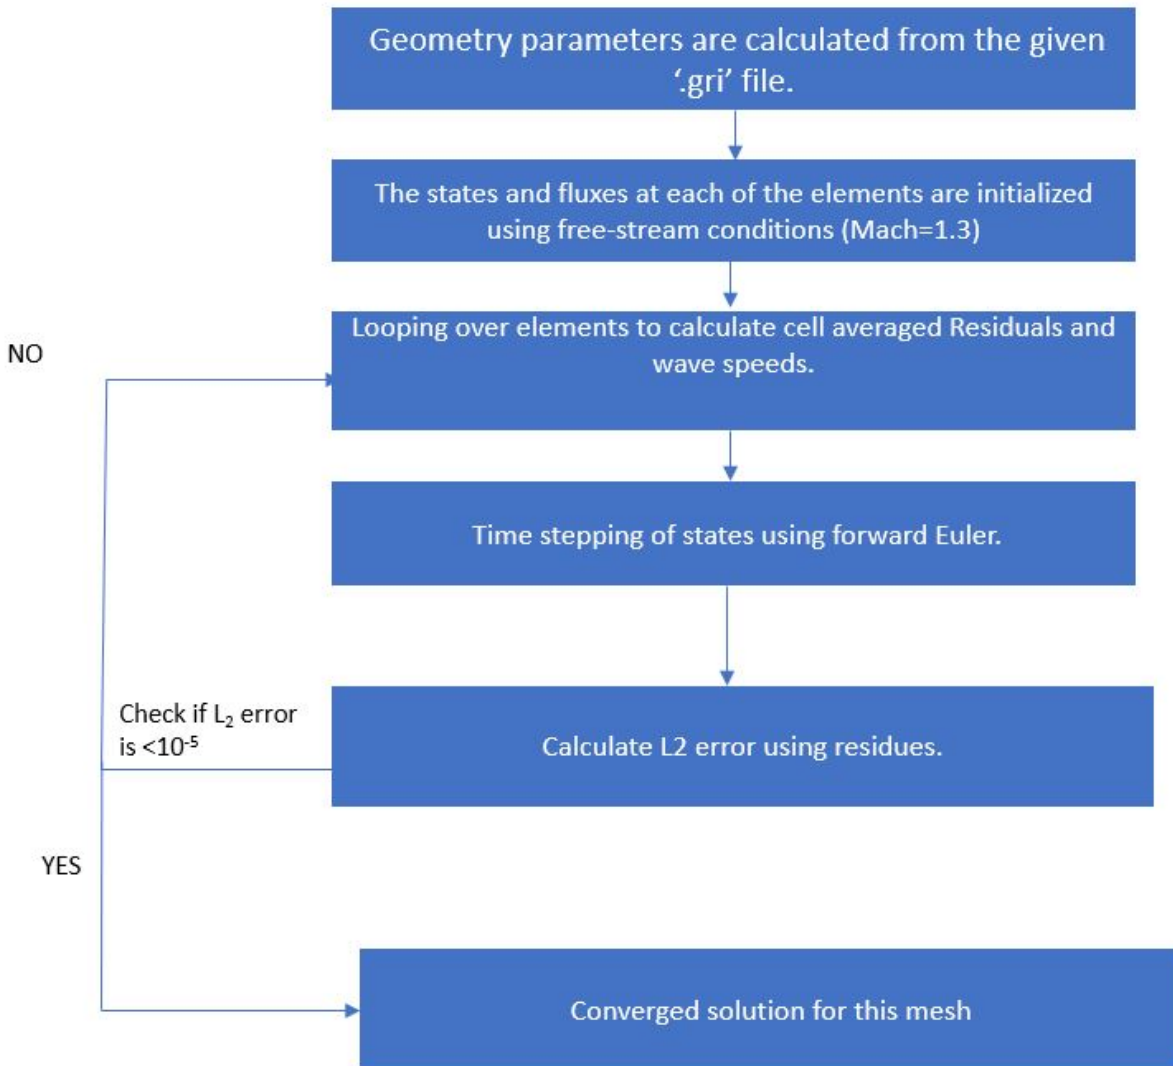 Geometry parameters are calculated from the given
‘.gri’ file.
The states and fluxes at each of the elements are initialized
using free-stream conditions (Mach=1.3)
Looping over elements to calculate cell averaged Residuals and
wave speeds.
NO
Time stepping of states using forward Euler.
Check if L₂ error
is <10⁻⁵
Calculate L2 error using residues.
YES
Converged solution for this mesh